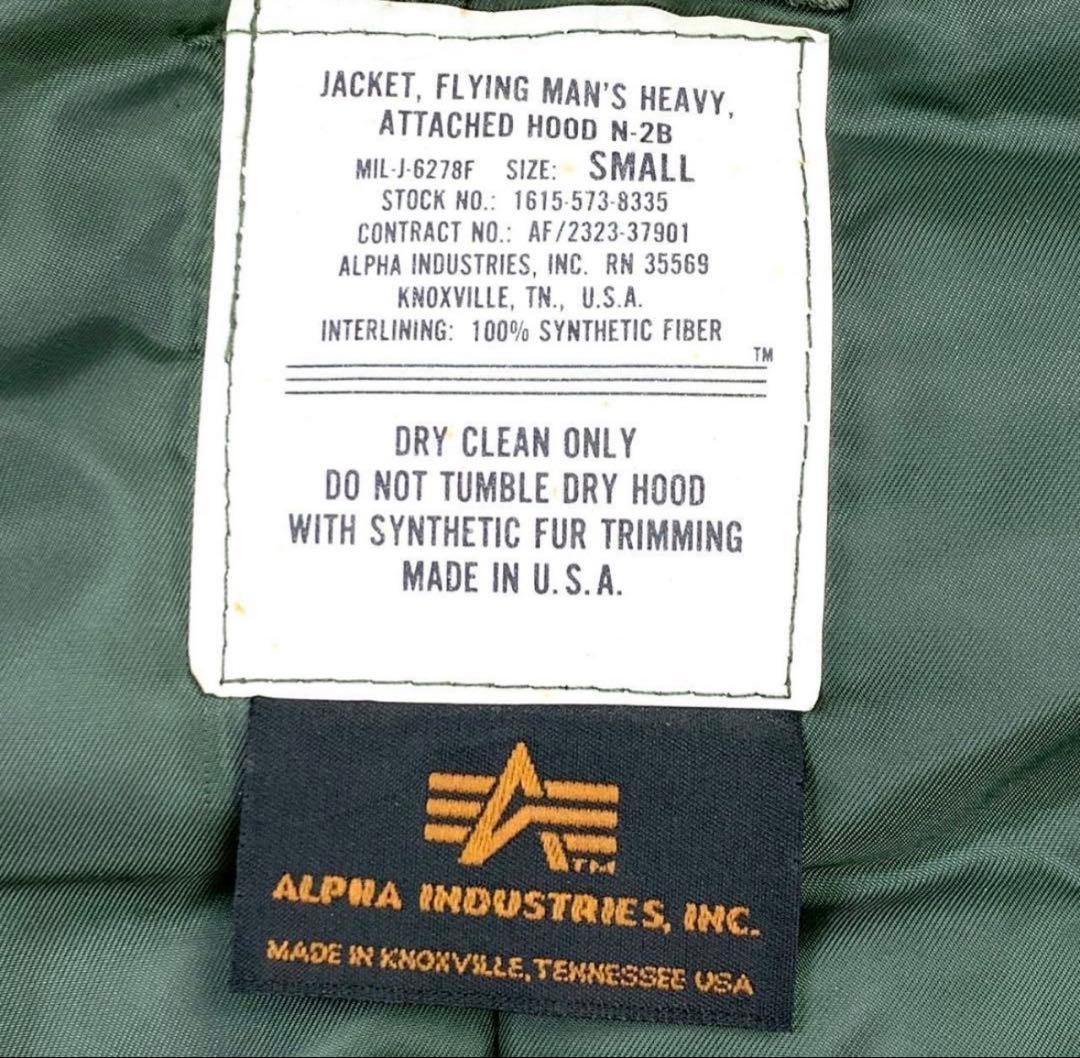 JACKET, FLYING MAN'S HEAVY,
ATTACHED HOOD N-2B
MIL-J-6278F SIZE: SMALL
STOCK NO.: 1615-573-8335
CONTRACT NO.: AF/2323-37901
ALPHA INDUSTRIES, INC. RN 35569
KNOXVILLE, TN., U.S.A.
INTERLINING: 100% SYNTHETIC FIBER
TM
DRY CLEAN ONLY
DO NOT TUMBLE DRY HOOD
WITH SYNTHETIC FUR TRIMMING
MADE IN U.S.A.
TM
ALPHA INDUSTRIES, INC.
MADE IN KNOXVILLE, TENNESSEE USA